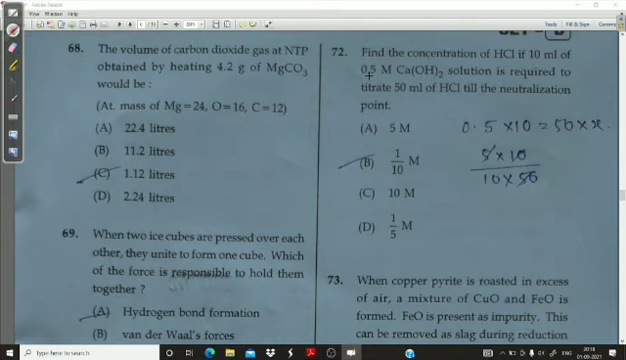 68. The volume of carbon dioxide gas at NTP
obtained by heating 4.2 g of MgCO₃
would be :
(At. mass of Mg=24, O=16, C=12)
(A) 22.4 litres
(B) 11.2 litres
(C) 1.12 litres
(D) 2.24 litres
69. When two ice cubes are pressed over each
other, they unite to form one cube. Which
of the force is responsible to hold them
together ?
(A) Hydrogen bond formation
(B) van der Waal's forces
72. Find the concentration of HCl if 10 ml of
0.5 M Ca(OH)₂ solution is required to
titrate 50 ml of HCl till the neutralization
point.
(A) 5 M
(B) 1/10 M
(C) 10 M
(D) 1/5 M
0.5 ×10 = 50 × x.
5 × 10
10 × 50
73. When copper pyrite is roasted in excess
of air, a mixture of CuO and FeO is
formed. FeO is present as impurity. This
can be removed as slag during reduction
Type here to search
20:18
01-09-2021